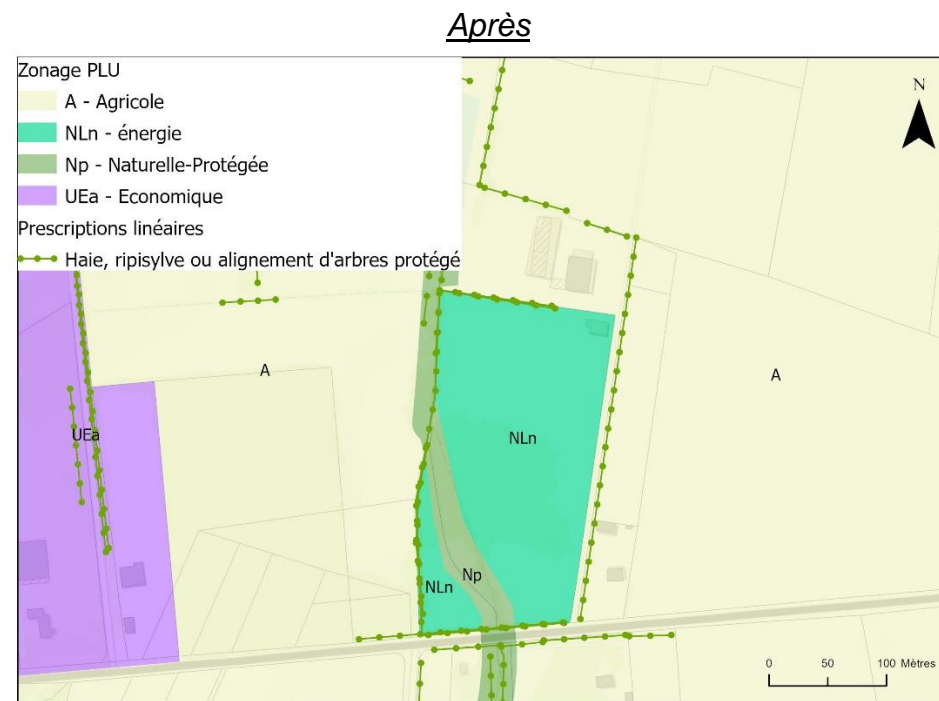 Après
Zonage PLU
A - Agricole
NLn - énergie
Np - Naturelle-Protégée
UEa - Economique
Prescriptions linéaires
Haie, ripisylve ou alignement d'arbres protégé
N
A
A
UEa
NLn
Np
NLn
0 50 100 Mètres